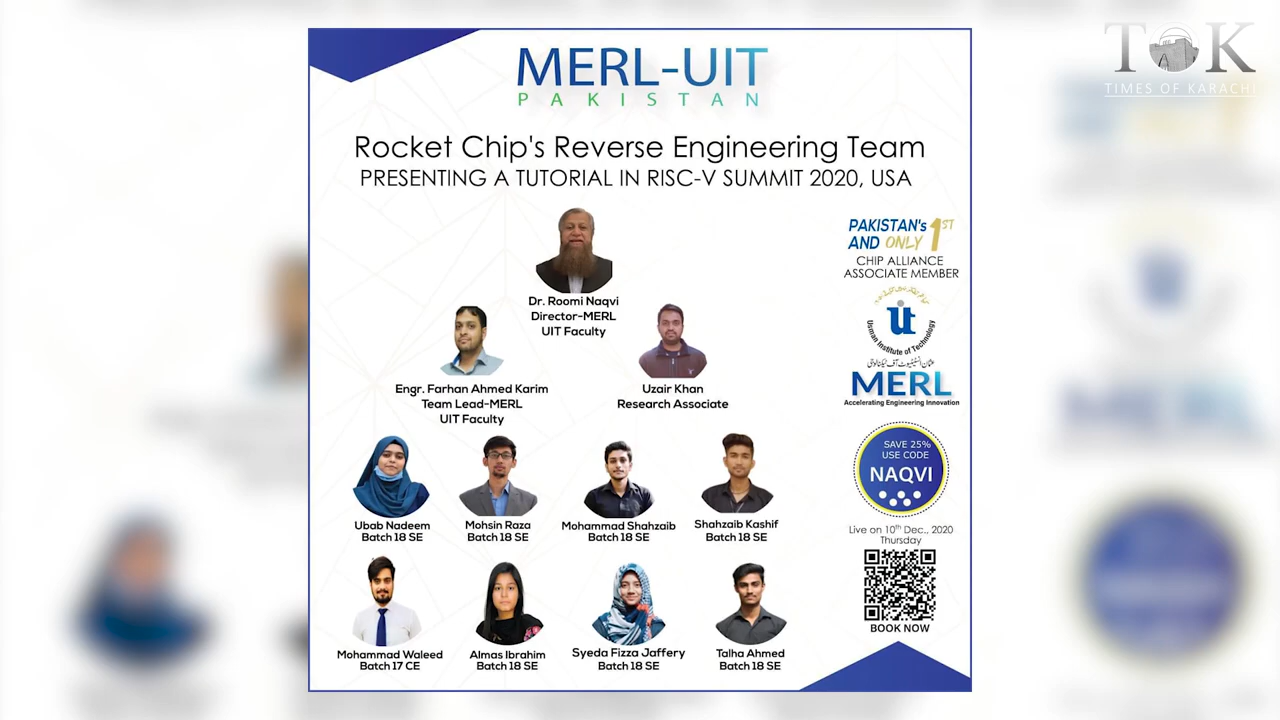 TOK
TIMES OF KARACHI
MERL-UIT
PAKISTAN
Rocket Chip's Reverse Engineering Team
PRESENTING A TUTORIAL IN RISC-V SUMMIT 2020, USA
Dr. Roomi Naqvi
Director-MERL
UIT Faculty
Engr. Farhan Ahmed Karim
Team Lead-MERL
UIT Faculty
Uzair Khan
Research Associate
Ubab Nadeem
Batch 18 SE
Mohsin Raza
Batch 18 SE
Mohammad Shahzaib
Batch 18 SE
Shahzaib Kashif
Batch 18 SE
Mohammad Waleed
Batch 17 CE
Almas Ibrahim
Batch 18 SE
Syeda Fizza Jaffery
Batch 18 SE
Talha Ahmed
Batch 18 SE
PAKISTAN's 1ST
AND ONLY
CHIP ALLIANCE
ASSOCIATE MEMBER
UIT
Usman Institute of Technology
عثمان انسٹیٹیوٹ آف ٹیکنالوجی
MERL
Accelerating Engineering Innovation
SAVE 25%
USE CODE
NAQVI
Live on 10th Dec., 2020
Thursday
BOOK NOW